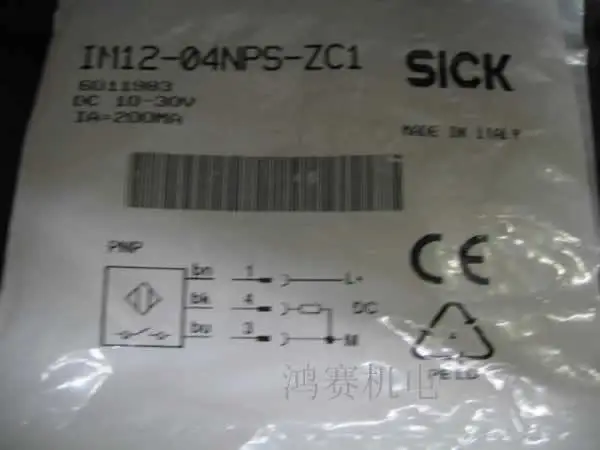 IM12-04NPS-ZC1
SICK
6011983
DC 10-30V
IA=200MA
MADE IN ITALY
PNP
bn 1 L+
bk 4 DC
bu 3 M
CE
PELD
鸿赛机电